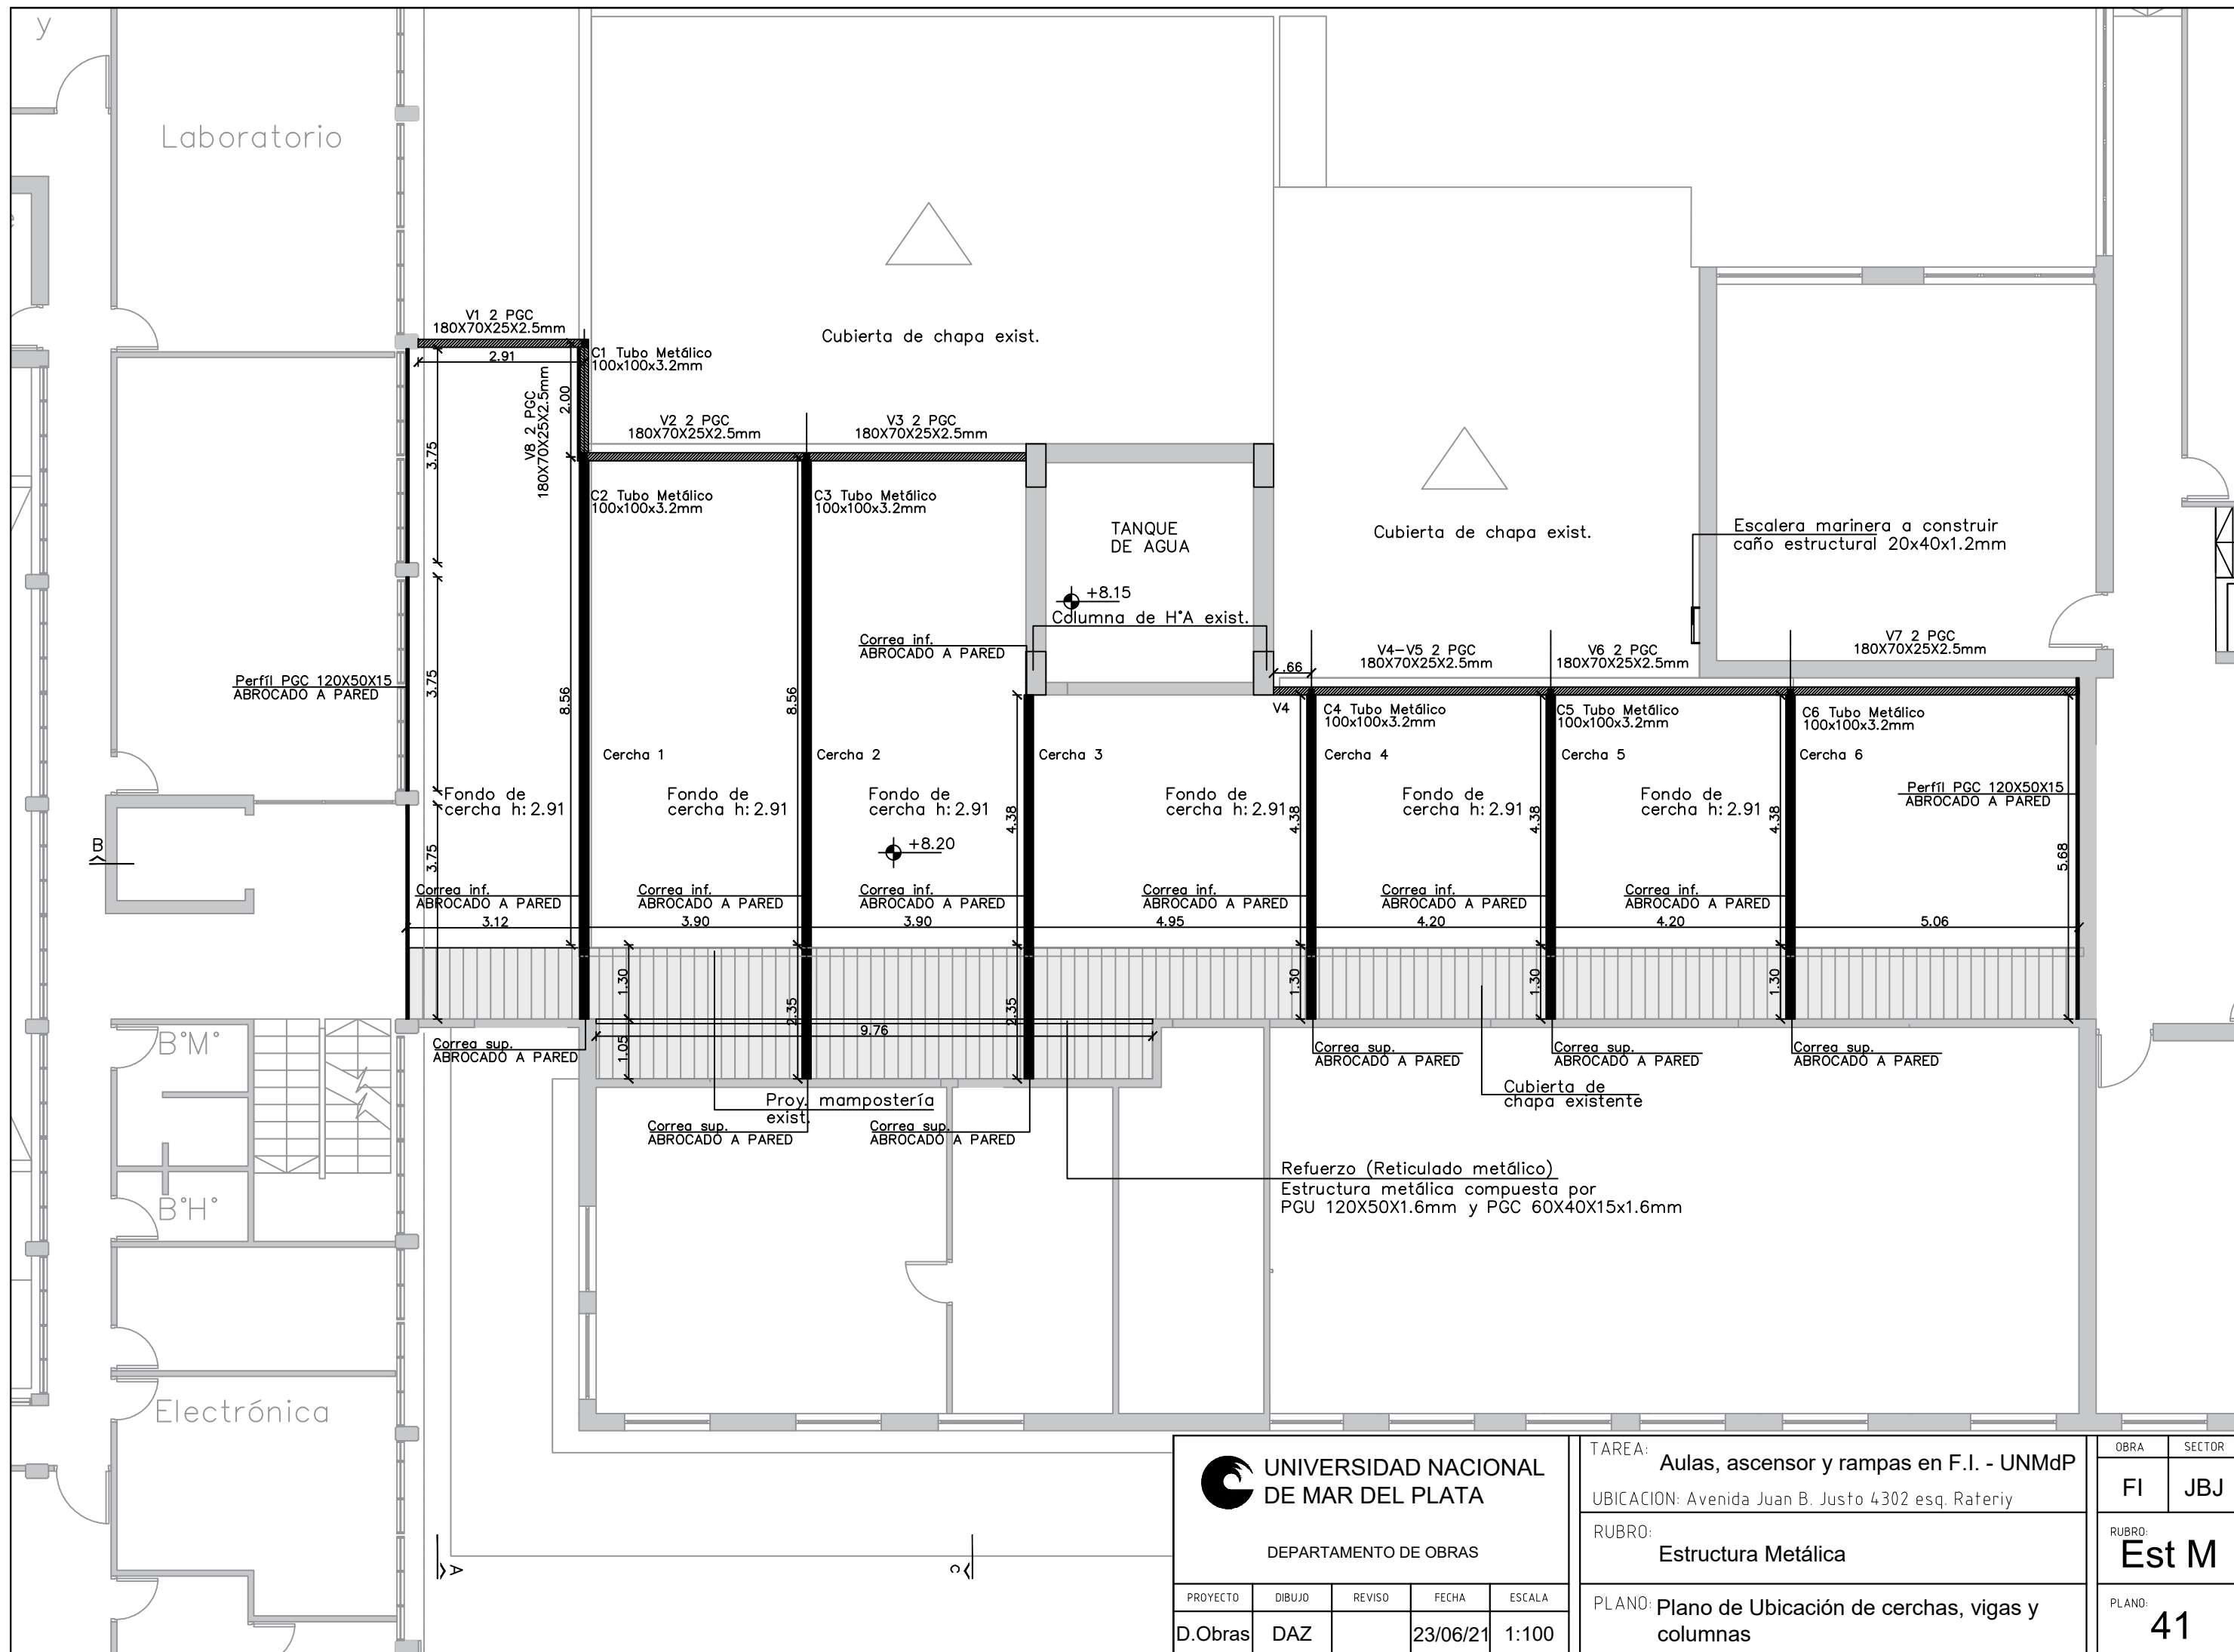 y
Laboratorio
V1 2 PGC
180X70X25X2.5mm
2.91
C1 Tubo Metálico
100x100x3.2mm
Cubierta de chapa exist.
V8 2 PGC
180X70X25X2.5mm
2.00
3.75
V2 2 PGC
180X70X25X2.5mm
V3 2 PGC
180X70X25X2.5mm
C2 Tubo Metálico
100x100x3.2mm
C3 Tubo Metálico
100x100x3.2mm
TANQUE
DE AGUA
Cubierta de chapa exist.
Escalera marinera a construir
caño estructural 20x40x1.2mm
+8.15
Columna de H°A exist.
Correa inf.
ABROCADO A PARED
.66
V4-V5 2 PGC
180X70X25X2.5mm
V6 2 PGC
180X70X25X2.5mm
V7 2 PGC
180X70X25X2.5mm
Perfíl PGC 120X50X15
ABROCADO A PARED
3.75
8.56
8.56
V4
C4 Tubo Metálico
100x100x3.2mm
C5 Tubo Metálico
100x100x3.2mm
C6 Tubo Metálico
100x100x3.2mm
Cercha 1
Cercha 2
Cercha 3
Cercha 4
Cercha 5
Cercha 6
Fondo de
cercha h:2.91
Fondo de
cercha h:2.91
Fondo de
cercha h:2.91
Fondo de
cercha h:2.91
Fondo de
cercha h:2.91
Fondo de
cercha h:2.91
Perfíl PGC 120X50X15
ABROCADO A PARED
4.38
4.38
4.38
4.38
+8.20
B
3.75
5.68
Correa inf.
ABROCADO A PARED
Correa inf.
ABROCADO A PARED
Correa inf.
ABROCADO A PARED
Correa inf.
ABROCADO A PARED
Correa inf.
ABROCADO A PARED
Correa inf.
ABROCADO A PARED
3.12
3.90
3.90
4.95
4.20
4.20
5.06
1.30
2.35
2.35
1.30
1.30
1.30
9.76
1.05
B°M°
Correa sup.
ABROCADO A PARED
Correa sup.
ABROCADO A PARED
Correa sup.
ABROCADO A PARED
Correa sup.
ABROCADO A PARED
Cubierta de
chapa existente
Proy. mampostería
exist.
Correa sup.
ABROCADO A PARED
Correa sup.
ABROCADO A PARED
Refuerzo (Reticulado metálico)
Estructura metálica compuesta por
PGU 120X50X1.6mm y PGC 60X40X15x1.6mm
B°H°
Electrónica
A
C
UNIVERSIDAD NACIONAL
DE MAR DEL PLATA
DEPARTAMENTO DE OBRAS
PROYECTO
DIBUJO
REVISO
FECHA
ESCALA
D.Obras
DAZ
23/06/21
1:100
TAREA: Aulas, ascensor y rampas en F.I. - UNMdP
UBICACION: Avenida Juan B. Justo 4302 esq. Rateriy
RUBRO:
Estructura Metálica
PLANO: Plano de Ubicación de cerchas, vigas y
columnas
OBRA
SECTOR
FI
JBJ
RUBRO:
Est M
PLANO:
41